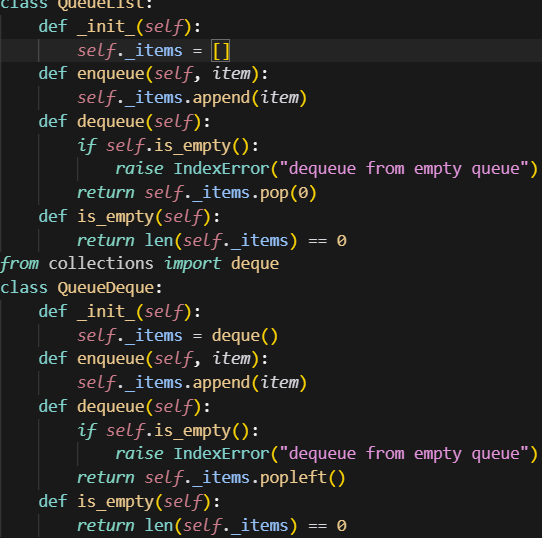 class QueueList:
    def _init_(self):
        self._items = []
    def enqueue(self, item):
        self._items.append(item)
    def dequeue(self):
        if self.is_empty():
            raise IndexError("dequeue from empty queue")
        return self._items.pop(0)
    def is_empty(self):
        return len(self._items) == 0
from collections import deque
class QueueDeque:
    def _init_(self):
        self._items = deque()
    def enqueue(self, item):
        self._items.append(item)
    def dequeue(self):
        if self.is_empty():
            raise IndexError("dequeue from empty queue")
        return self._items.popleft()
    def is_empty(self):
        return len(self._items) == 0